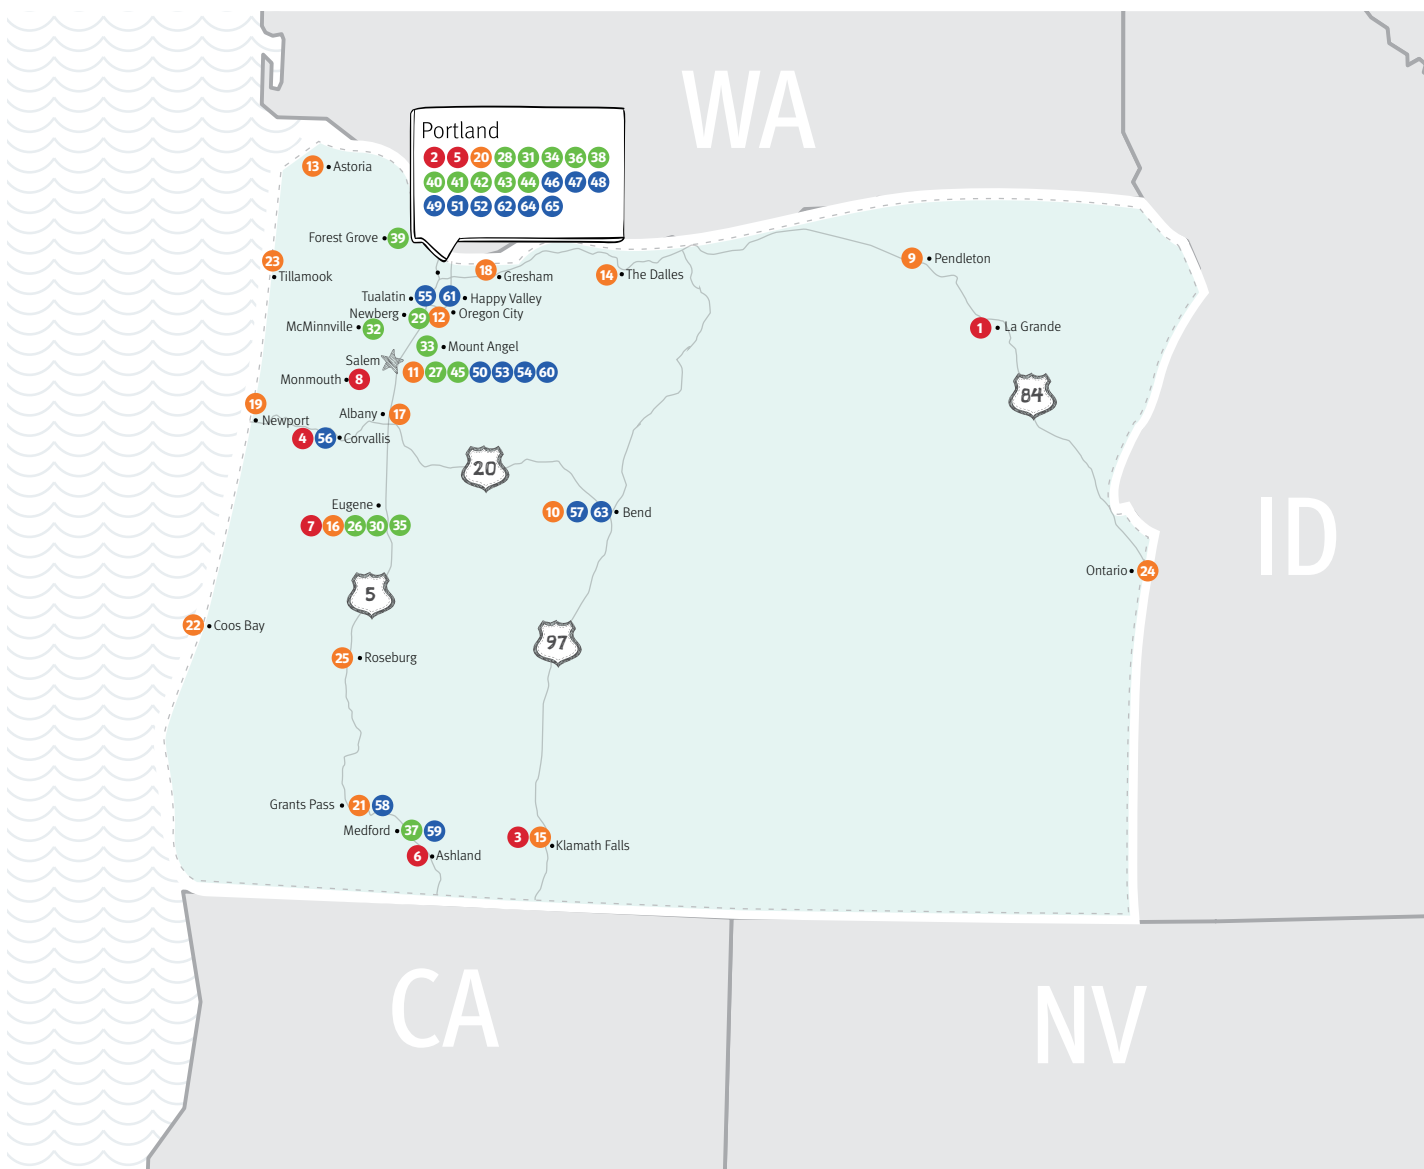 WA
Portland
2 5 20 28 31 34 36 38
40 41 42 43 44 46 47 48
49 51 52 62 64 65
13 Astoria
Forest Grove 39
23
Tillamook
18 Gresham
14 The Dalles
9 Pendleton
Tualatin 55 61 Happy Valley
Newberg 29 12 Oregon City
McMinnville 32
1 La Grande
33 Mount Angel
Salem
11 27 45 50 53 54 60
Monmouth 8
84
19
Newport
Albany 17
4 56 Corvallis
20
Eugene
7 16 26 30 35
10 57 63 Bend
ID
Ontario 24
5
22 Coos Bay
97
25 Roseburg
Grants Pass 21 58
Medford 37 59
3 15 Klamath Falls
6 Ashland
CA
NV